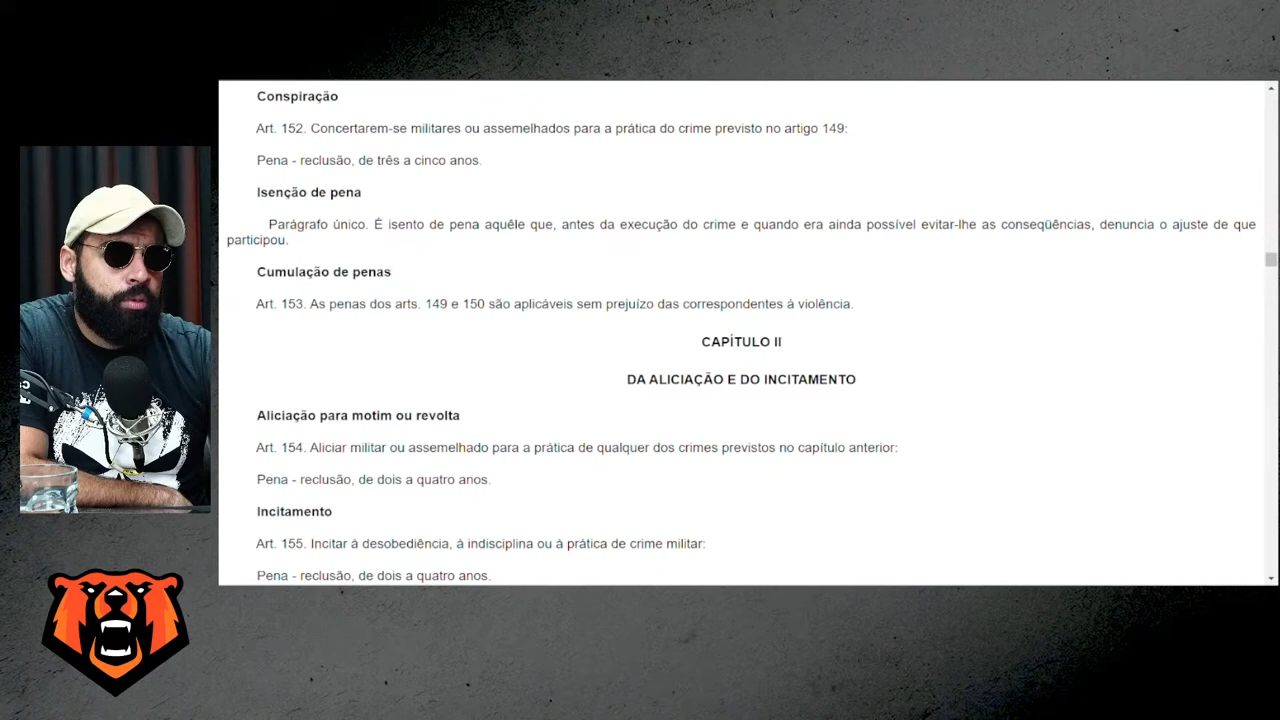 Conspiração
Art. 152. Concertarem-se militares ou assemelhados para a prática do crime previsto no artigo 149:
Pena - reclusão, de três a cinco anos.
Isenção de pena
Parágrafo único. É isento de pena aquêle que, antes da execução do crime e quando era ainda possível evitar-lhe as conseqüências, denuncia o ajuste de que
participou.
Cumulação de penas
Art. 153. As penas dos arts. 149 e 150 são aplicáveis sem prejuízo das correspondentes à violência.
CAPÍTULO II
DA ALICIAÇÃO E DO INCITAMENTO
Aliciação para motim ou revolta
Art. 154. Aliciar militar ou assemelhado para a prática de qualquer dos crimes previstos no capítulo anterior:
Pena - reclusão, de dois a quatro anos.
Incitamento
Art. 155. Incitar à desobediência, à indisciplina ou à prática de crime militar:
Pena - reclusão, de dois a quatro anos.